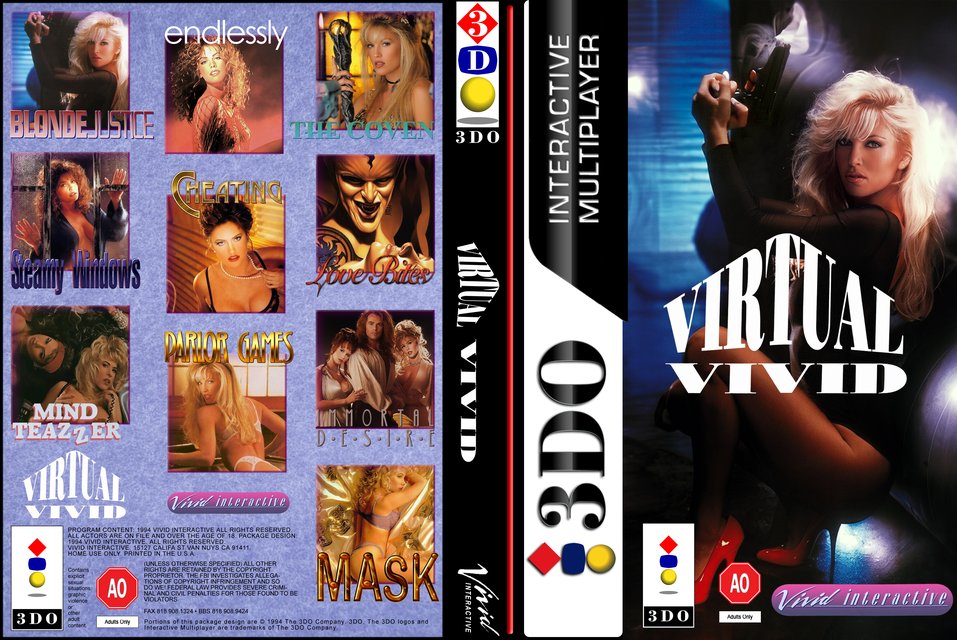 BLONDE JUSTICE
endlessly
THE COVEN
Steamy Windows
CHEATING
Love Bites
MIND
TEAZZER
PARLOR GAMES
IMMORTAL
D·E·S·I·R·E
MASK
VIRTUAL
VIVID
Vivid interactive
PROGRAM CONTENT: 1994 VIVID INTERACTIVE ALL RIGHTS RESERVED.
ALL ACTORS ARE ON FILE AND OVER THE AGE OF 18. PACKAGE DESIGN:
1994 VIVID INTERACTIVE. ALL RIGHTS RESERVED.
VIVID INTERACTIVE. 15127 CALIFA ST. VAN NUYS CA 91411.
HOME USE ONLY. PRINTED IN THE U.S.A.
(UNLESS OTHERWISE SPECIFIED) ALL OTHER
RIGHTS ARE RETAINED BY THE COPYRIGHT
PROPRIETOR. THE FBI INVESTIGATES ALLEGA-
TIONS OF COPYRIGHT INFRINGEMENT AND SO
DO WE! FEDERAL LAW PROVIDES SEVERE CRIMI-
NAL AND CIVIL PENALTIES FOR THOSE FOUND TO BE
VIOLATORS.
FAX 818 908.1324 • BBS 818.908.9424
Portions of this package design are © 1994 The 3DO Company. 3DO, The 3DO logos and
Interactive Multiplayer are trademarks of The 3DO Company.
3DO
Contains
explicit
sexual
situations,
graphic
violence
or
other
adult
content.
AO
Adults Only
3
D
3DO
VIRTUAL VIVID
Vivid
INTERACTIVE
INTERACTIVE
MULTIPLAYER
3DO
VIRTUAL
VIVID
3DO
AO
Adults Only
Vivid interactive